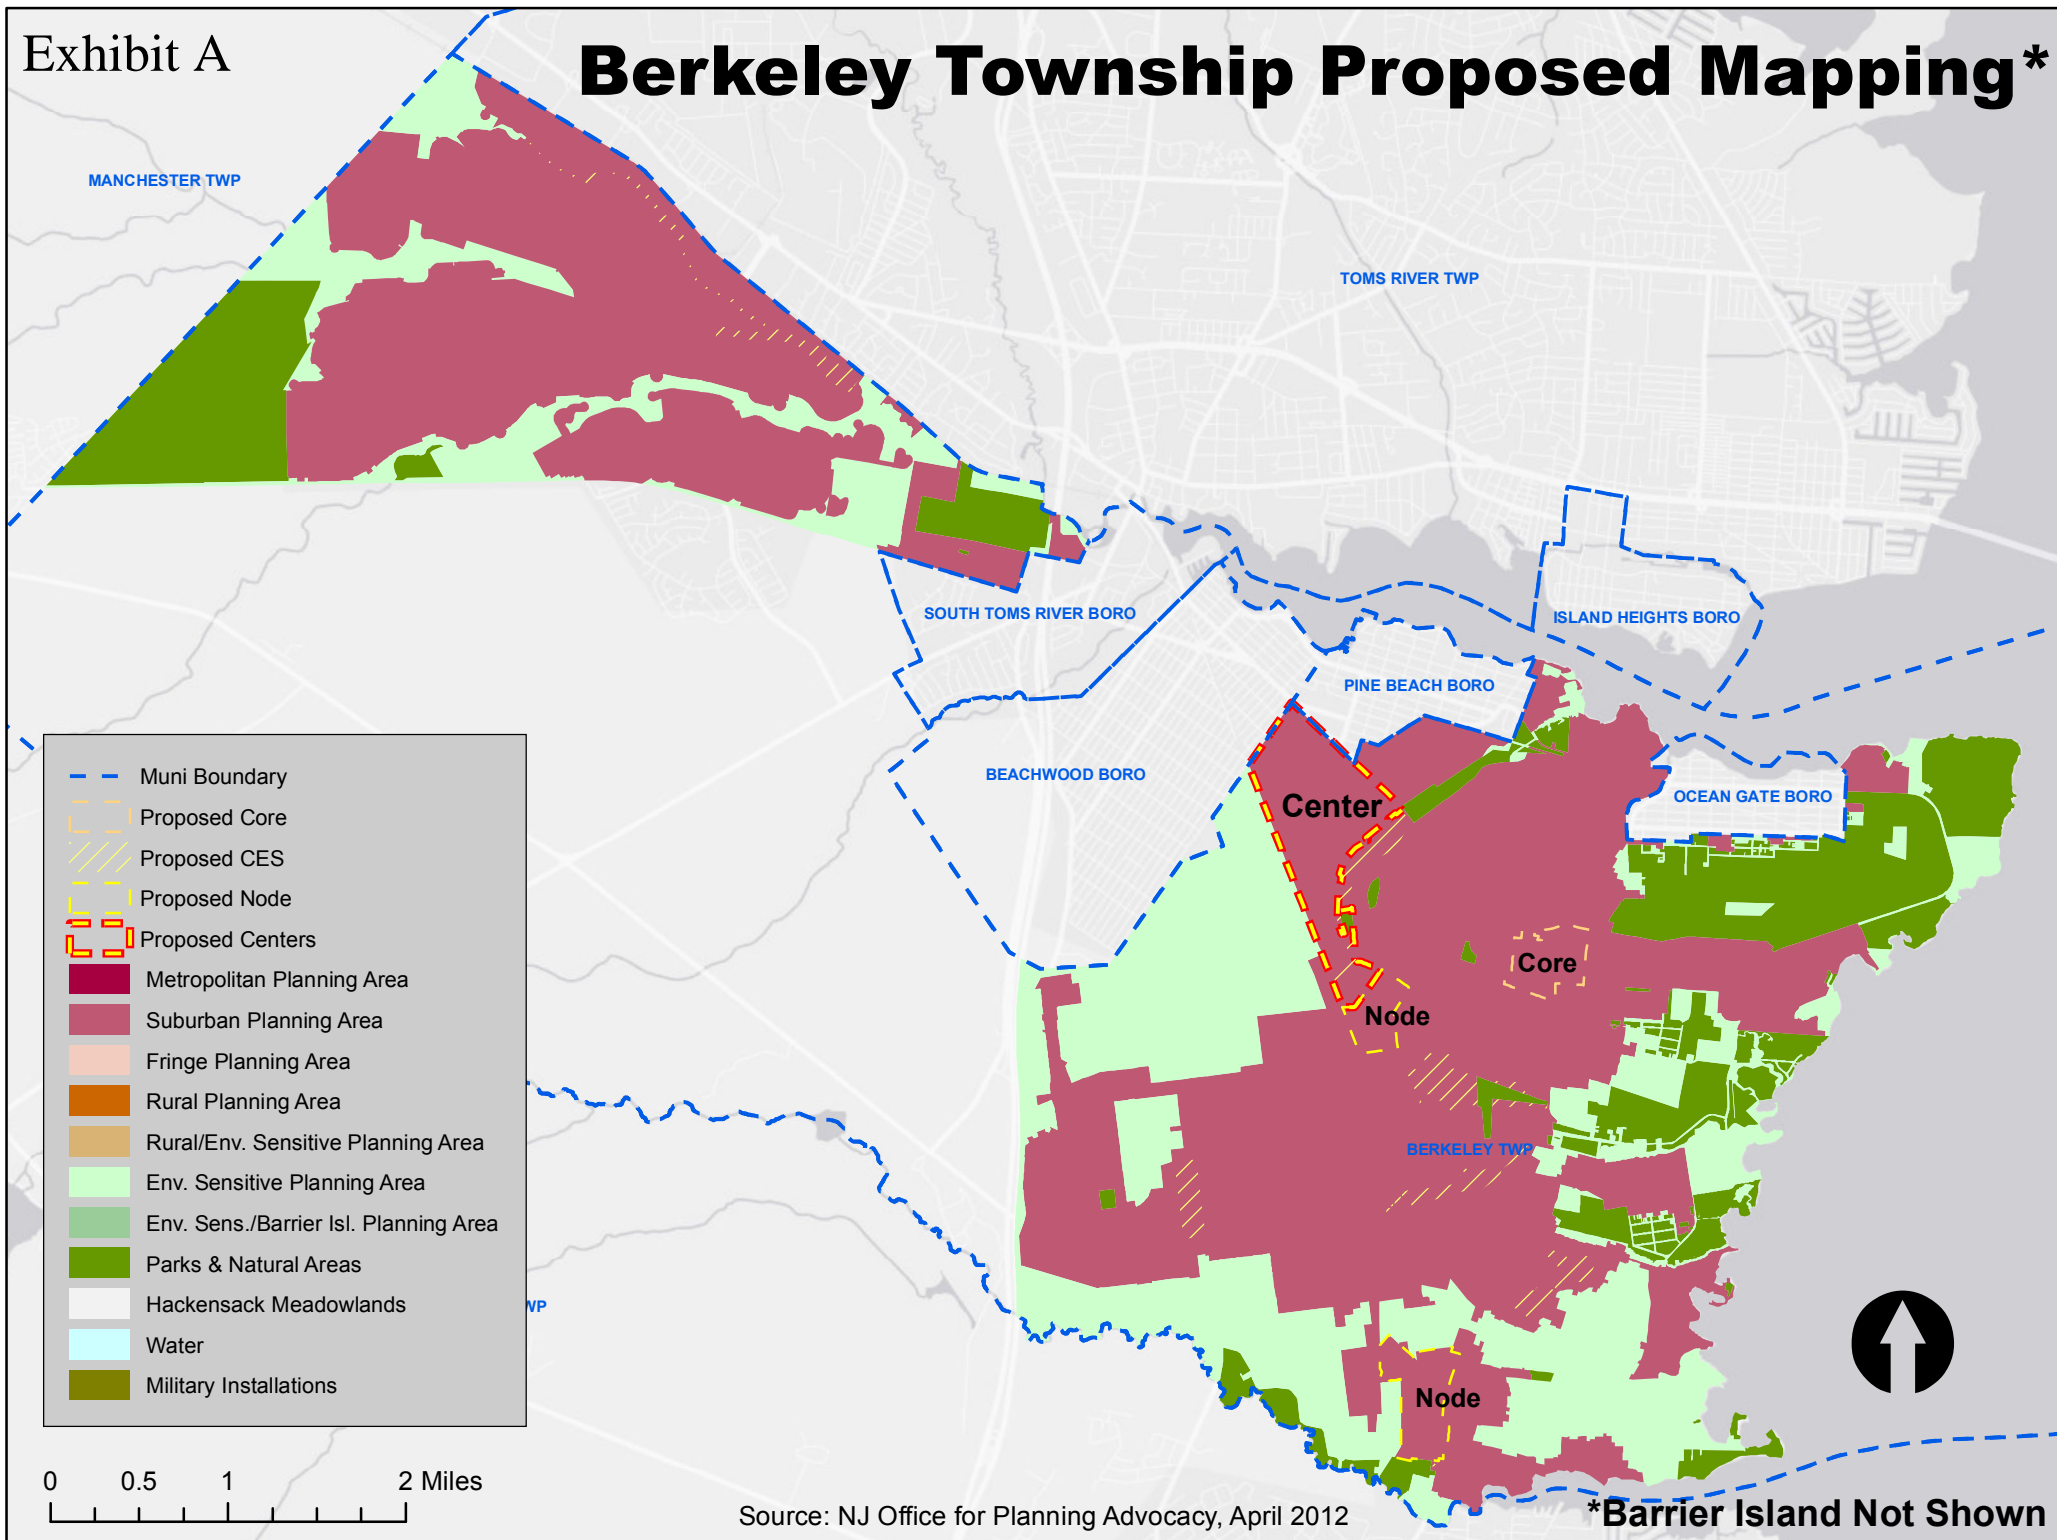 Exhibit A
Berkeley Township Proposed Mapping*
MANCHESTER TWP
TOMS RIVER TWP
SOUTH TOMS RIVER BORO
ISLAND HEIGHTS BORO
PINE BEACH BORO
BEACHWOOD BORO
OCEAN GATE BORO
Center
Core
Node
BERKELEY TWP
Node
Muni Boundary
Proposed Core
Proposed CES
Proposed Node
Proposed Centers
Metropolitan Planning Area
Suburban Planning Area
Fringe Planning Area
Rural Planning Area
Rural/Env. Sensitive Planning Area
Env. Sensitive Planning Area
Env. Sens./Barrier Isl. Planning Area
Parks & Natural Areas
Hackensack Meadowlands
Water
Military Installations
0 0.5 1 2 Miles
Source: NJ Office for Planning Advocacy, April 2012
*Barrier Island Not Shown